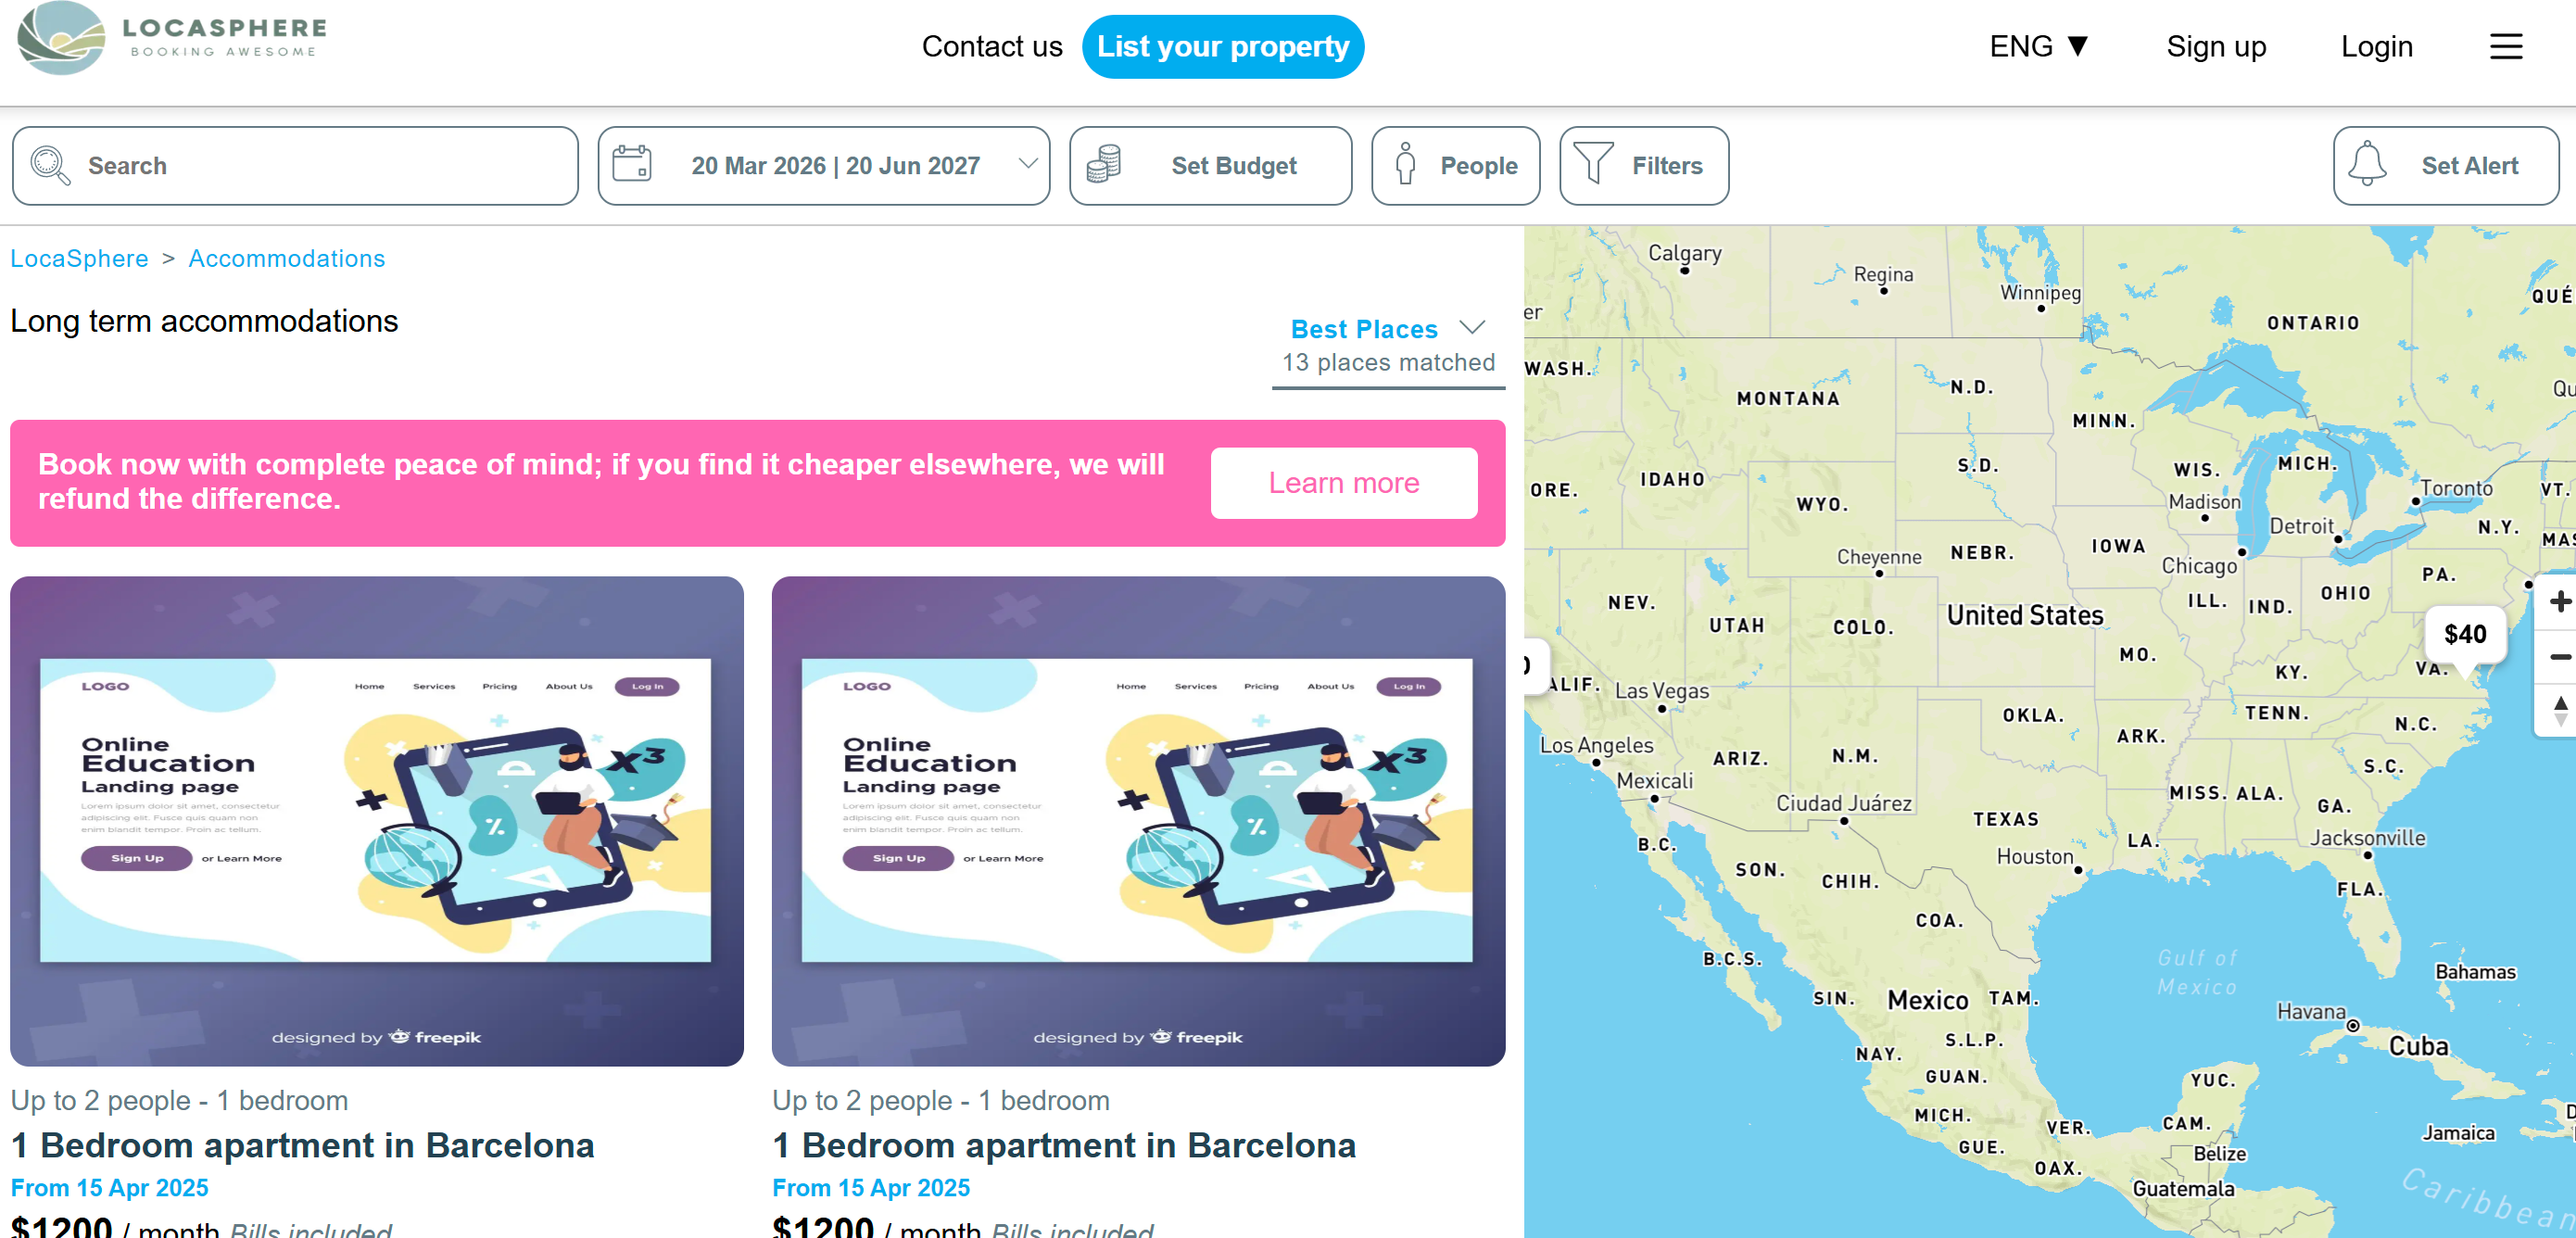 LOCASPHERE
BOOKING AWESOME
Contact us
List your property
ENG ▼
Sign up
Login
Search
20 Mar 2026 | 20 Jun 2027
Set Budget
People
Filters
Set Alert
LocaSphere > Accommodations
Long term accommodations
Best Places
13 places matched
Book now with complete peace of mind; if you find it cheaper elsewhere, we will
refund the difference.
Learn more
LOGO
Home Services Pricing About Us Log In
Online
Education
Landing page
Lorem ipsum dolor sit amet, consectetur
adipiscing elit. Fusce quis quam non
enim blandit tempor. Proin ac tellum.
Sign Up or Learn More
x3
%
designed by freepik
Up to 2 people - 1 bedroom
1 Bedroom apartment in Barcelona
From 15 Apr 2025
$1200 / month Bills included
LOGO
Home Services Pricing About Us Log In
Online
Education
Landing page
Lorem ipsum dolor sit amet, consectetur
adipiscing elit. Fusce quis quam non
enim blandit tempor. Proin ac tellum.
Sign Up or Learn More
x3
%
designed by freepik
Up to 2 people - 1 bedroom
1 Bedroom apartment in Barcelona
From 15 Apr 2025
$1200 / month Bills included
Calgary
Regina
Winnipeg
QUÉ
er
ONTARIO
WASH.
MONTANA
N.D.
Qu
MINN.
ORE.
IDAHO
S.D.
WIS.
MICH.
WYO.
Madison
Toronto
VT.
Detroit
N.Y.
MAS
Cheyenne
NEBR.
IOWA
Chicago
PA.
NEV.
UTAH
COLO.
United States
ILL.
IND.
OHIO
$40
MO.
KY.
VA.
ALIF.
Las Vegas
OKLA.
TENN.
N.C.
Los Angeles
ARIZ.
N.M.
ARK.
S.C.
Mexicali
Ciudad Juárez
MISS.
ALA.
GA.
TEXAS
B.C.
Houston
LA.
Jacksonville
SON.
CHIH.
FLA.
COA.
B.C.S.
Gulf of
Mexico
Bahamas
SIN.
Mexico
TAM.
Havana
S.L.P.
Cuba
NAY.
GUAN.
YUC.
MICH.
CAM.
VER.
Jamaica
GUE.
Belize
OAX.
Guatemala
Caribbean